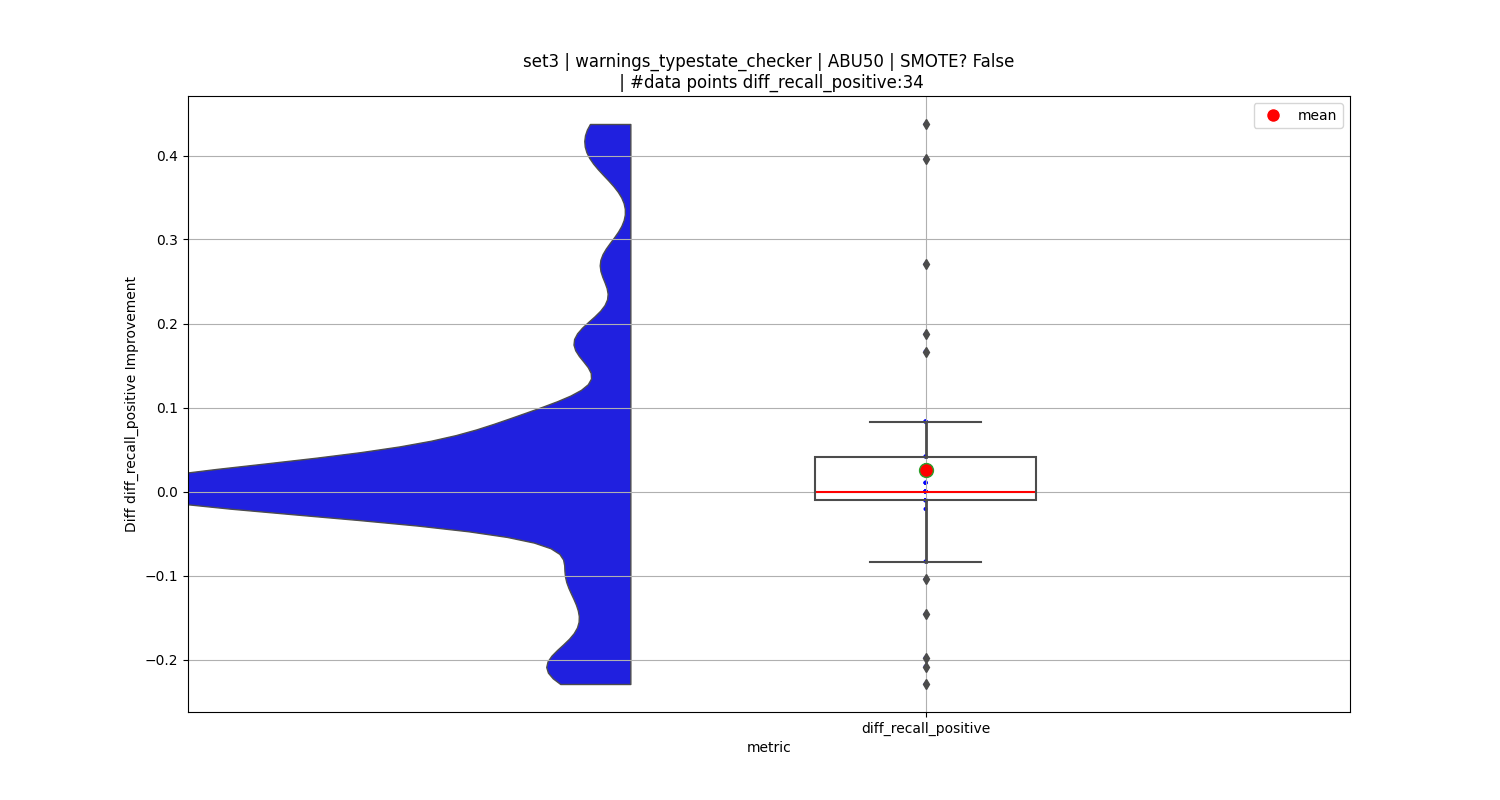 set3 | warnings_typestate_checker | ABU50 | SMOTE? False
| #data points diff_recall_positive:34
mean
0.4
0.3
0.2
0.1
0.0
−0.1
−0.2
Diff diff_recall_positive Improvement
diff_recall_positive
metric